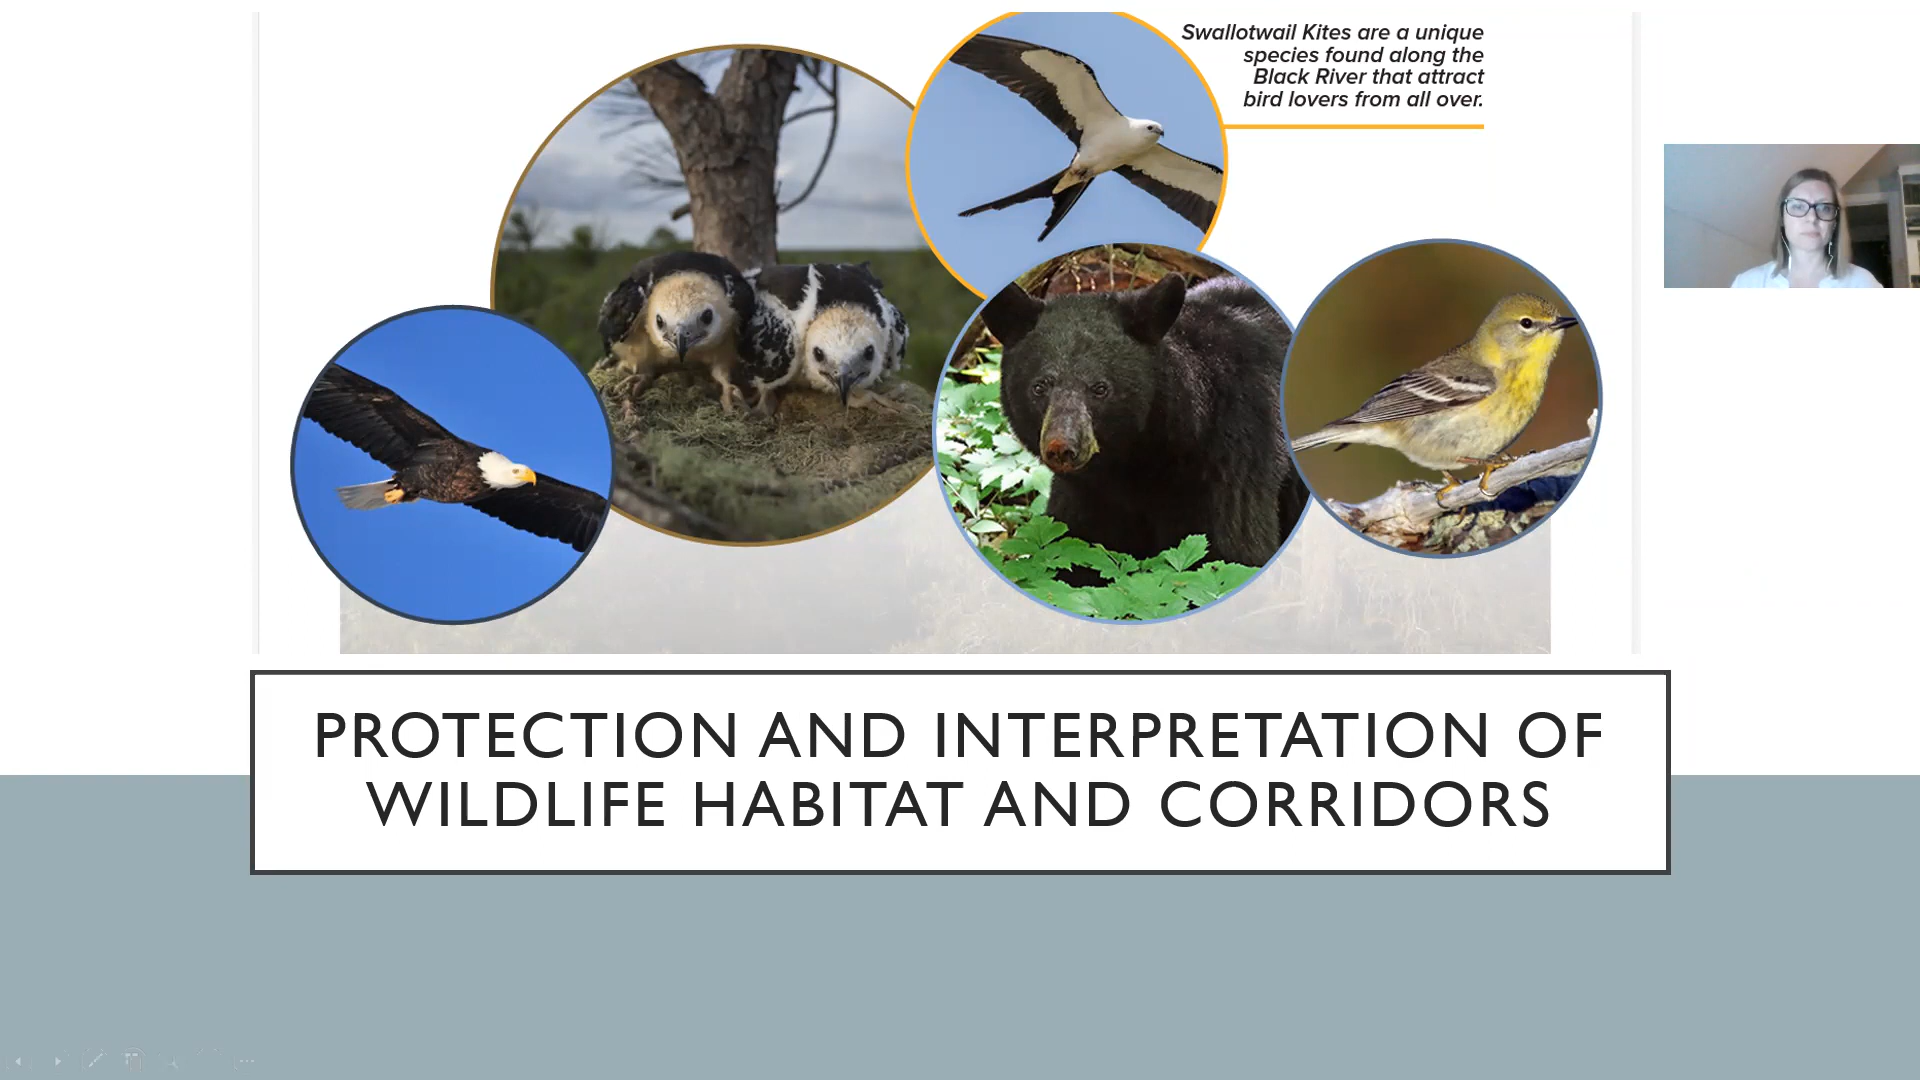 Swallotwail Kites are a unique
species found along the
Black River that attract
bird lovers from all over.
PROTECTION AND INTERPRETATION OF
WILDLIFE HABITAT AND CORRIDORS